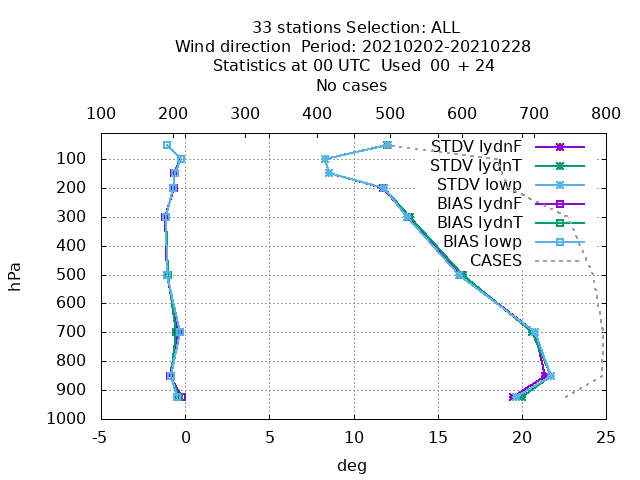 33 stations Selection: ALL
Wind direction  Period: 20210202-20210228
Statistics at 00 UTC  Used  00 + 24
No cases
100 200 300 400 500 600 700 800
STDV lydnF
STDV lydnT
STDV lowp
BIAS lydnF
BIAS lydnT
BIAS lowp
CASES
100
200
300
400
500
600
700
800
900
1000
hPa
-5 0 5 10 15 20 25
deg